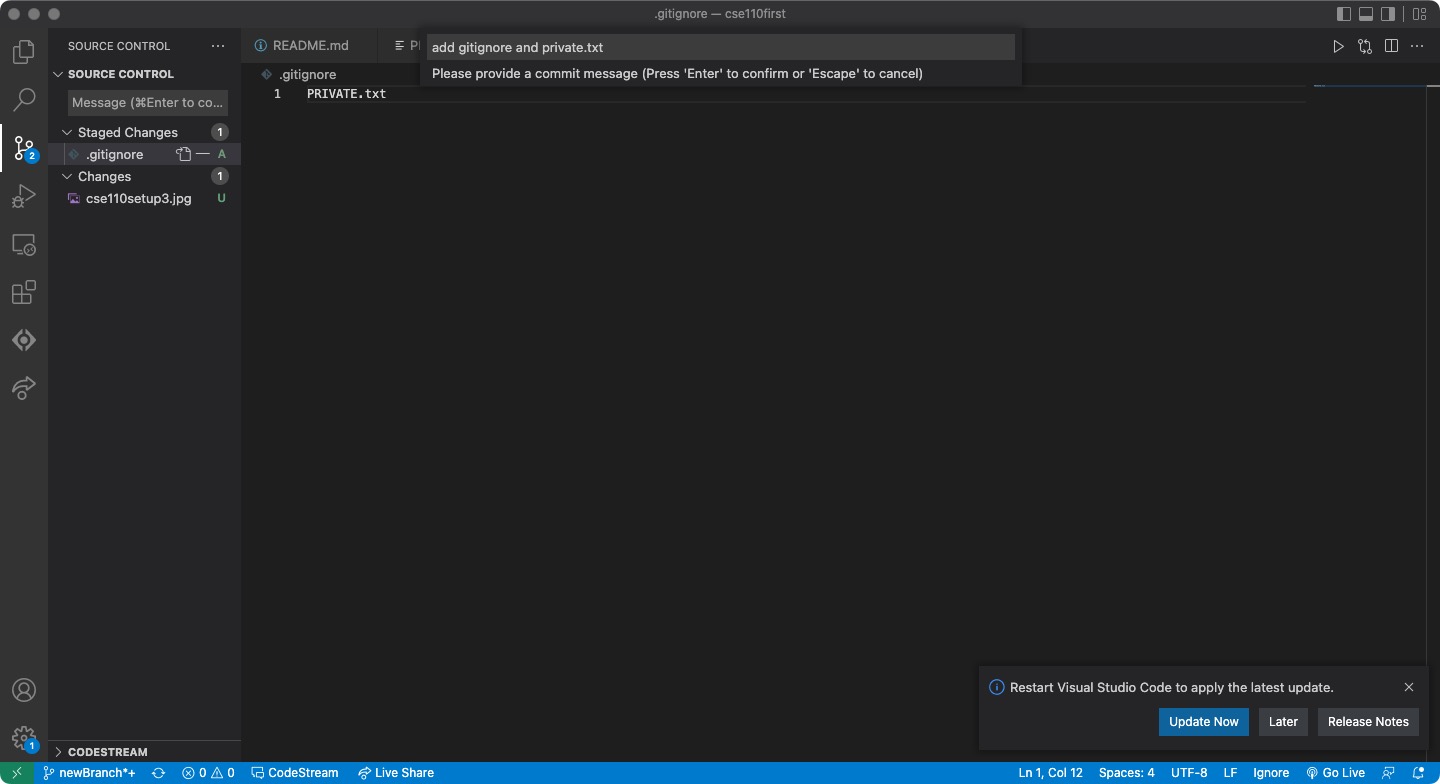 .gitignore — cse110first
SOURCE CONTROL
README.md
add gitignore and private.txt
Please provide a commit message (Press 'Enter' to confirm or 'Escape' to cancel)
SOURCE CONTROL
Message (⌘Enter to co...
Staged Changes 1
.gitignore A
Changes 1
cse110setup3.jpg U
.gitignore
1 PRIVATE.txt
2
Restart Visual Studio Code to apply the latest update.
Update Now Later Release Notes
1
CODESTREAM
newBranch*+ 0 0 CodeStream Live Share Ln 1, Col 12 Spaces: 4 UTF-8 LF Ignore Go Live